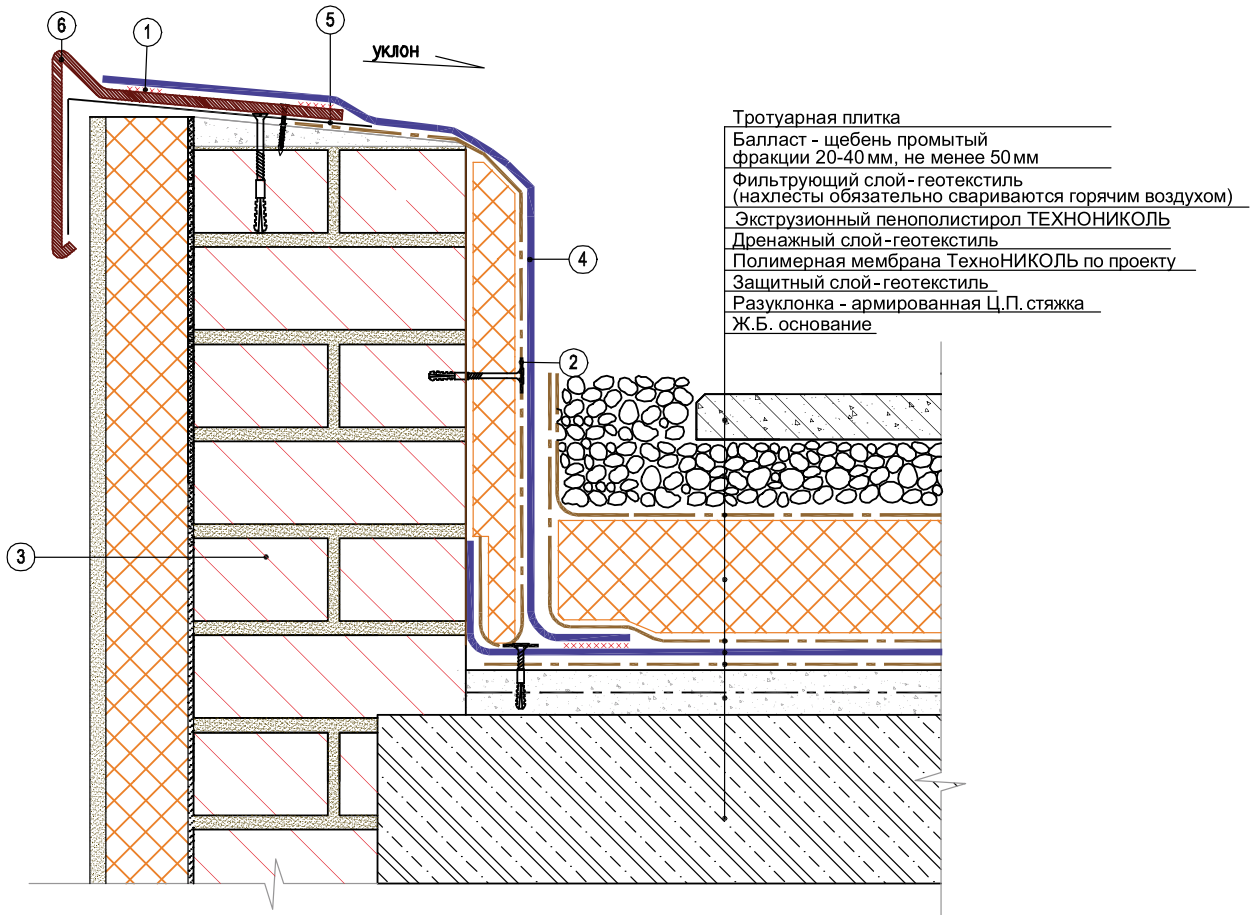 6
1
5
уклон
Тротуарная плитка
Балласт - щебень промытый
фракции 20-40 мм, не менее 50 мм
Фильтрующий слой-геотекстиль
(нахлесты обязательно свариваются горячим воздухом)
Экструзионный пенополистирол ТЕХНОНИКОЛЬ
Дренажный слой-геотекстиль
Полимерная мембрана ТехноНИКОЛЬ по проекту
Защитный слой-геотекстиль
Разуклонка - армированная Ц.П. стяжка
Ж.Б. основание
4
2
3